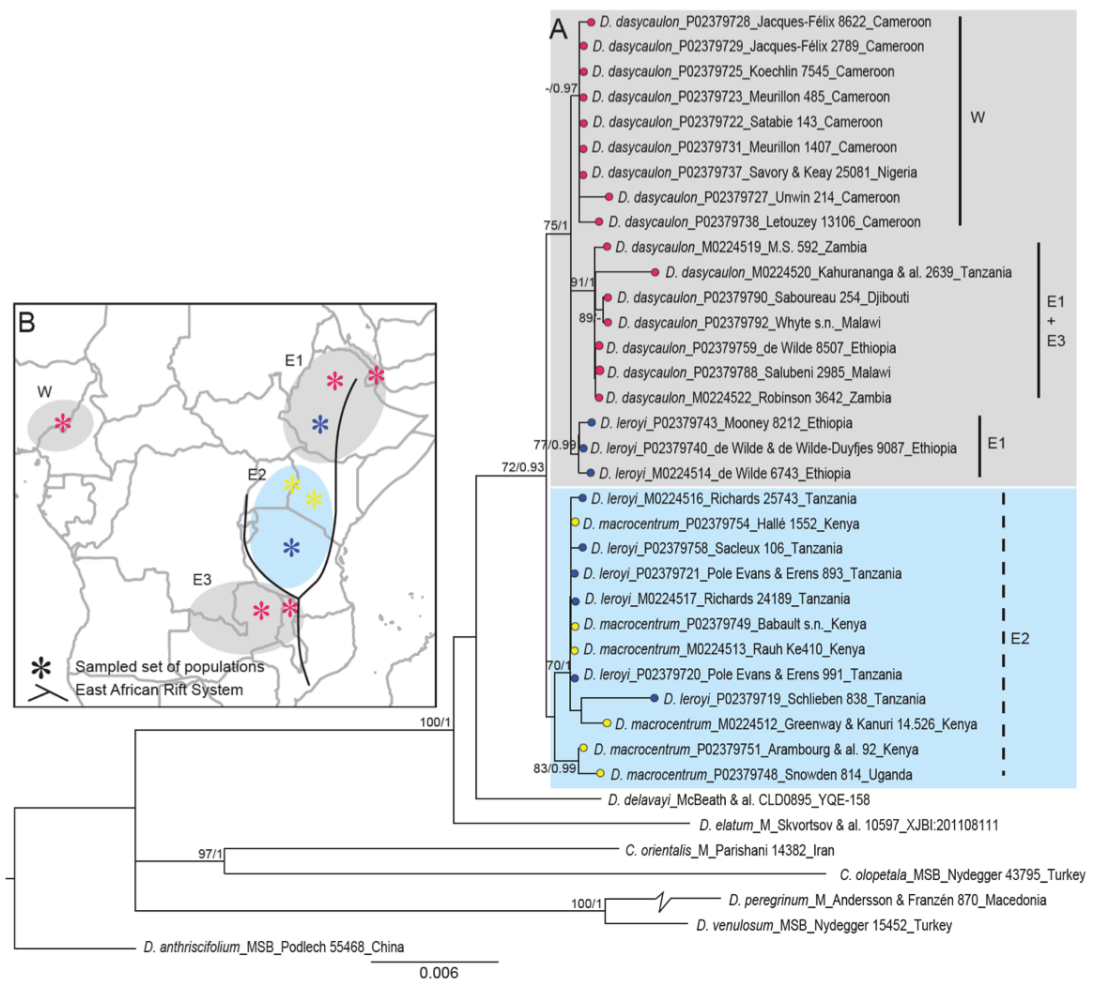 A
D. dasycaulon_P02379728_Jacques-Félix 8622_Cameroon
D. dasycaulon_P02379729_Jacques-Félix 2789_Cameroon
D. dasycaulon_P02379725_Koechlin 7545_Cameroon
-/0.97
D. dasycaulon_P02379723_Meurillon 485_Cameroon
W
D. dasycaulon_P02379722_Satabie 143_Cameroon
D. dasycaulon_P02379731_Meurillon 1407_Cameroon
D. dasycaulon_P02379737_Savory & Keay 25081_Nigeria
D. dasycaulon_P02379727_Unwin 214_Cameroon
D. dasycaulon_P02379738_Letouzey 13106_Cameroon
75/1
D. dasycaulon_M0224519_M.S. 592_Zambia
D. dasycaulon_M0224520_Kahurananga & al. 2639_Tanzania
91/1
D. dasycaulon_P02379790_Saboureau 254_Djibouti
89/-
D. dasycaulon_P02379792_Whyte s.n._Malawi
E1
+
E3
D. dasycaulon_P02379759_de Wilde 8507_Ethiopia
D. dasycaulon_P02379788_Salubeni 2985_Malawi
D. dasycaulon_M0224522_Robinson 3642_Zambia
D. leroyi_P02379743_Mooney 8212_Ethiopia
77/0.99
D. leroyi_P02379740_de Wilde & de Wilde-Duyfjes 9087_Ethiopia
E1
D. leroyi_M0224514_de Wilde 6743_Ethiopia
72/0.93
D. leroyi_M0224516_Richards 25743_Tanzania
D. macrocentrum_P02379754_Hallé 1552_Kenya
D. leroyi_P02379758_Sacleux 106_Tanzania
D. leroyi_P02379721_Pole Evans & Erens 893_Tanzania
D. leroyi_M0224517_Richards 24189_Tanzania
D. macrocentrum_P02379749_Babault s.n._Kenya
E2
D. macrocentrum_M0224513_Rauh Ke410_Kenya
70/1
D. leroyi_P02379720_Pole Evans & Erens 991_Tanzania
D. leroyi_P02379719_Schlieben 838_Tanzania
D. macrocentrum_M0224512_Greenway & Kanuri 14.526_Kenya
D. macrocentrum_P02379751_Arambourg & al. 92_Kenya
83/0.99
D. macrocentrum_P02379748_Snowden 814_Uganda
100/1
D. delavayi_McBeath & al. CLD0895_YQE-158
D. elatum_M_Skvortsov & al. 10597_XJBI:201108111
97/1
C. orientalis_M_Parishani 14382_Iran
C. olopetala_MSB_Nydegger 43795_Turkey
100/1
D. peregrinum_M_Andersson & Franzén 870_Macedonia
D. venulosum_MSB_Nydegger 15452_Turkey
D. anthriscifolium_MSB_Podlech 55468_China
0.006
B
E1
W
E2
E3
Sampled set of populations
East African Rift System